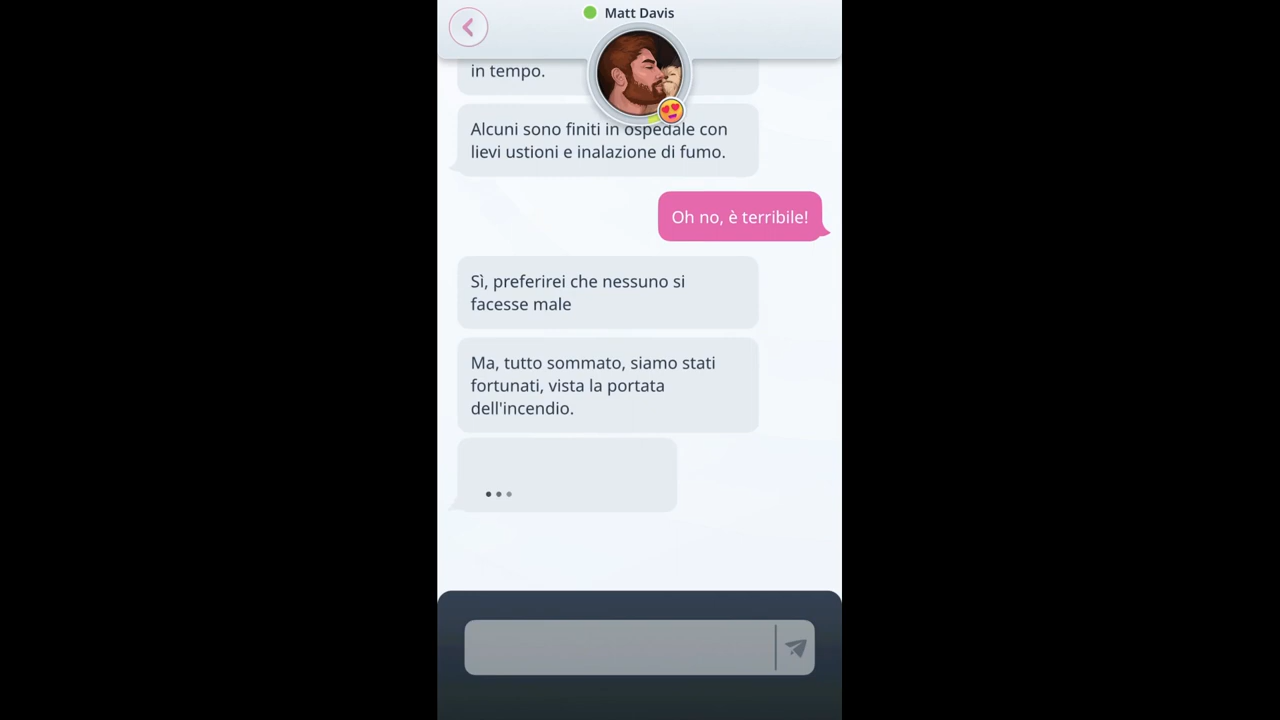 Matt Davis
in tempo.
Alcuni sono finiti in ospedale con
lievi ustioni e inalazione di fumo.
Oh no, è terribile!
Sì, preferirei che nessuno si
facesse male
Ma, tutto sommato, siamo stati
fortunati, vista la portata
dell'incendio.